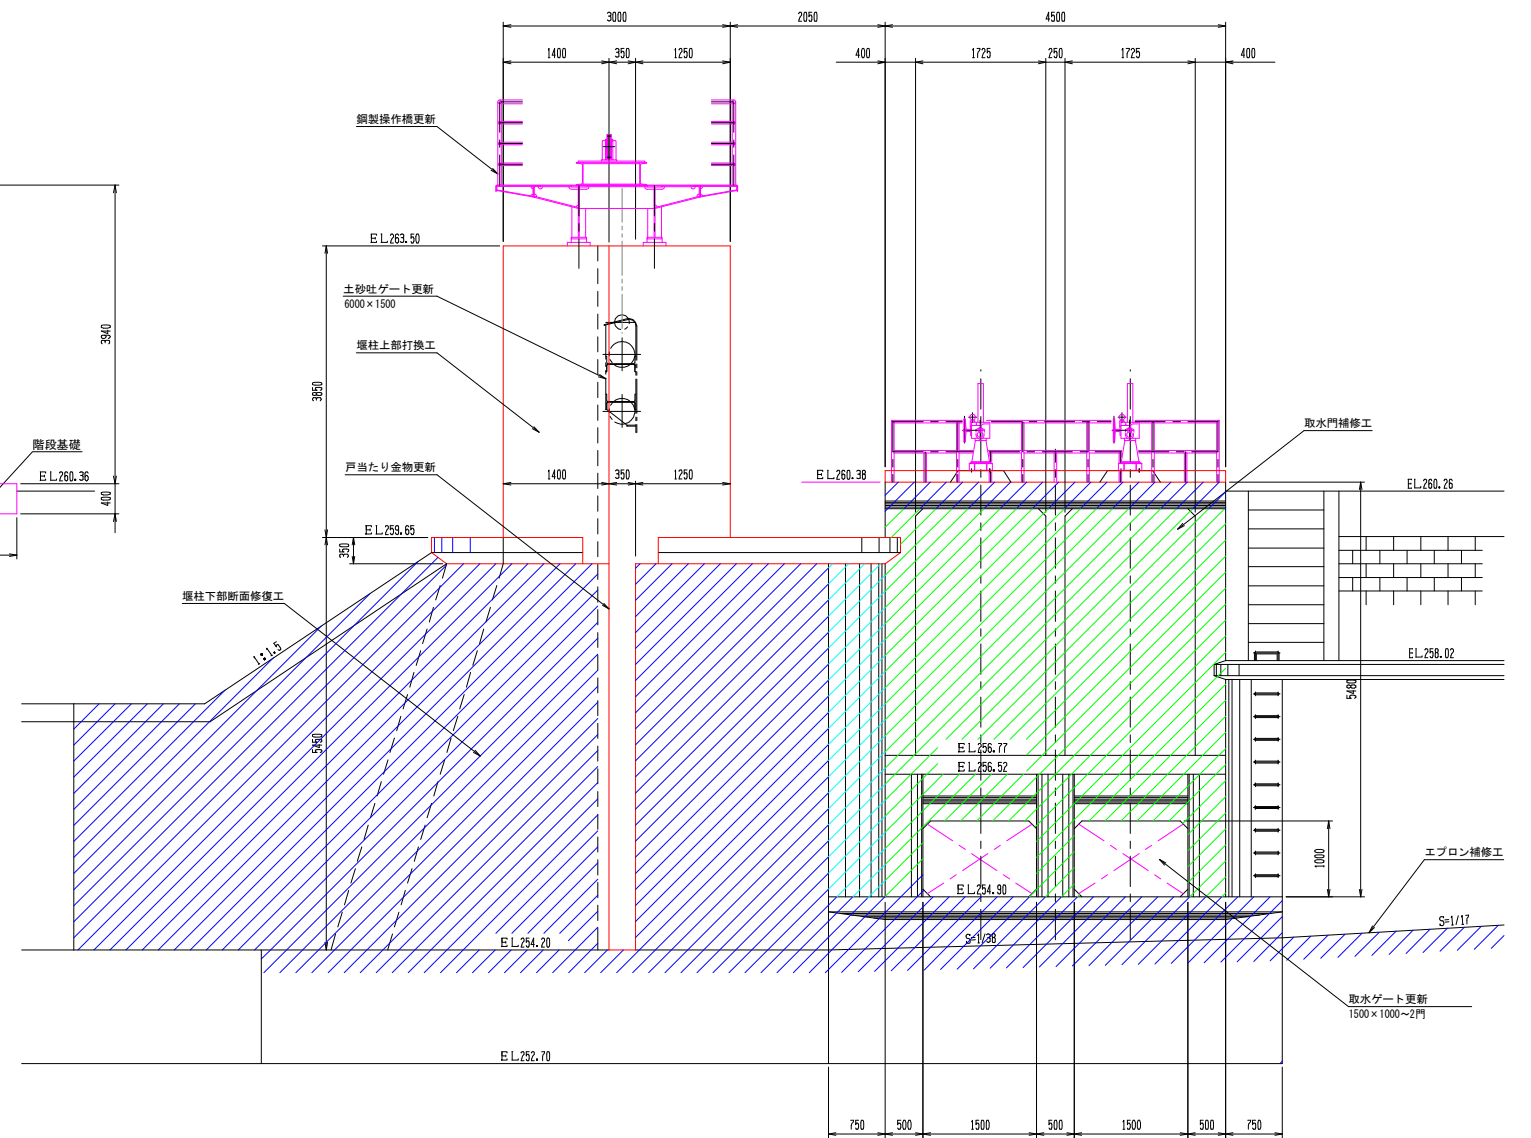 3000
2050
4500
1400
350
1250
400
1725
250
1725
400
鋼製操作橋更新
EL263.50
土砂吐ゲート更新
6000×1500
3940
堰柱上部打換工
3850
取水門補修工
階段基礎
戸当たり金物更新
1400
350
1250
EL260.38
EL260.36
EL260.26
400
EL259.65
350
堰柱下部断面修復工
1:1.5
EL258.02
5480
5450
EL256.77
EL256.52
1000
エプロン補修工
EL254.90
S=1/17
EL254.20
S=1/38
取水ゲート更新
1500×1000~2門
EL252.70
750
500
1500
500
1500
500
750